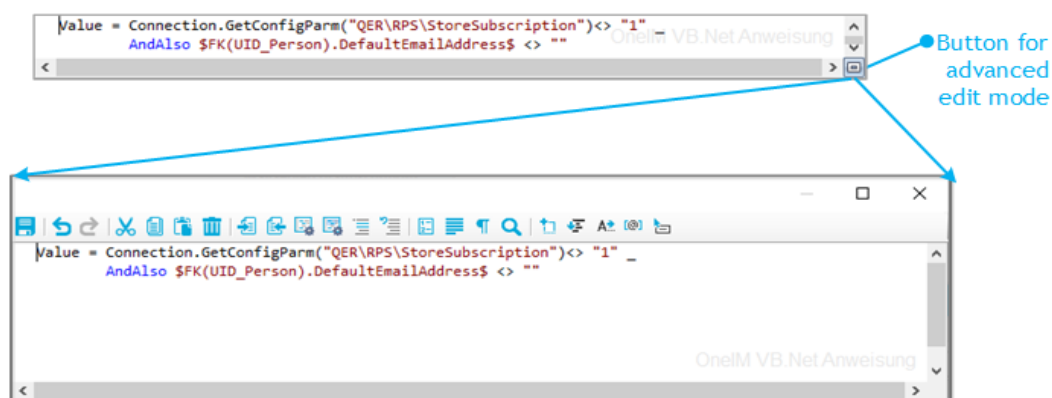 Value = Connection.GetConfigParm("QER\RPS\StoreSubscription")<> "1" _
AndAlso $FK(UID_Person).DefaultEmailAddress$ <> ""
OneIM VB.Net Anweisung
Button for
advanced
edit mode
Value = Connection.GetConfigParm("QER\RPS\StoreSubscription")<> "1" _
AndAlso $FK(UID_Person).DefaultEmailAddress$ <> ""
OneIM VB.Net Anweisung